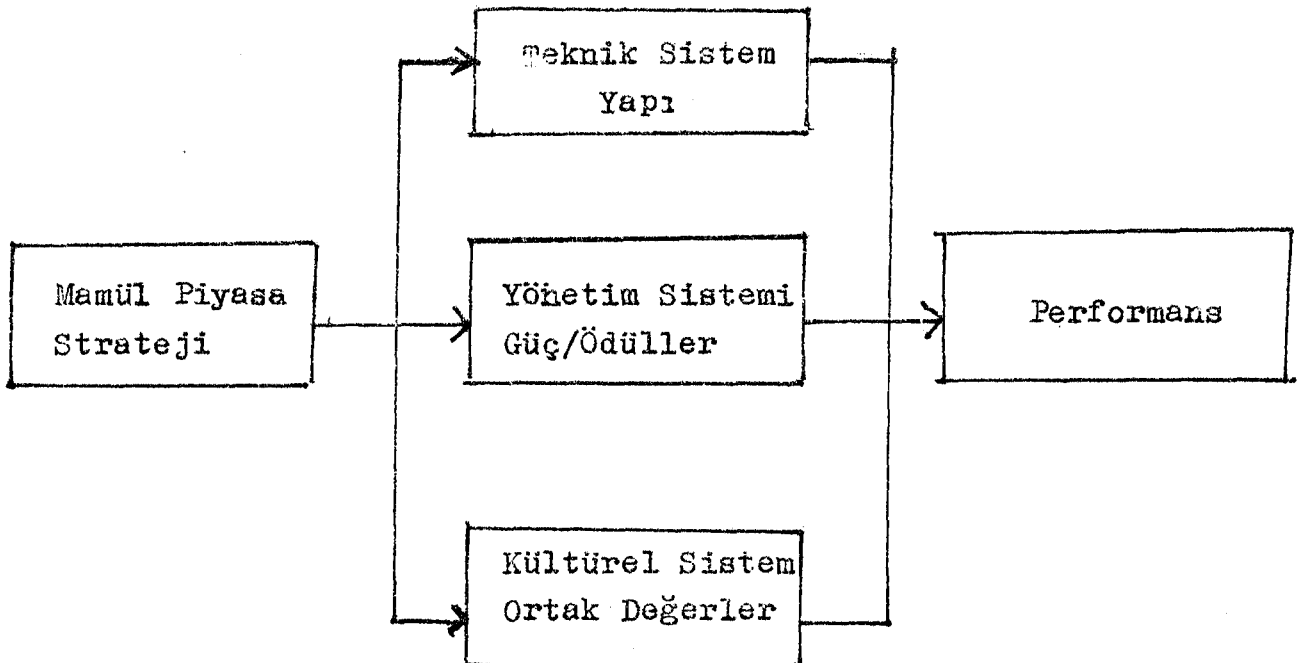 Teknik Sistem
Yapı
Mamül Piyasa
Strateji
Yönetim Sistemi
Güç/Ödüller
Performans
Kültürel Sistem
Ortak Değerler